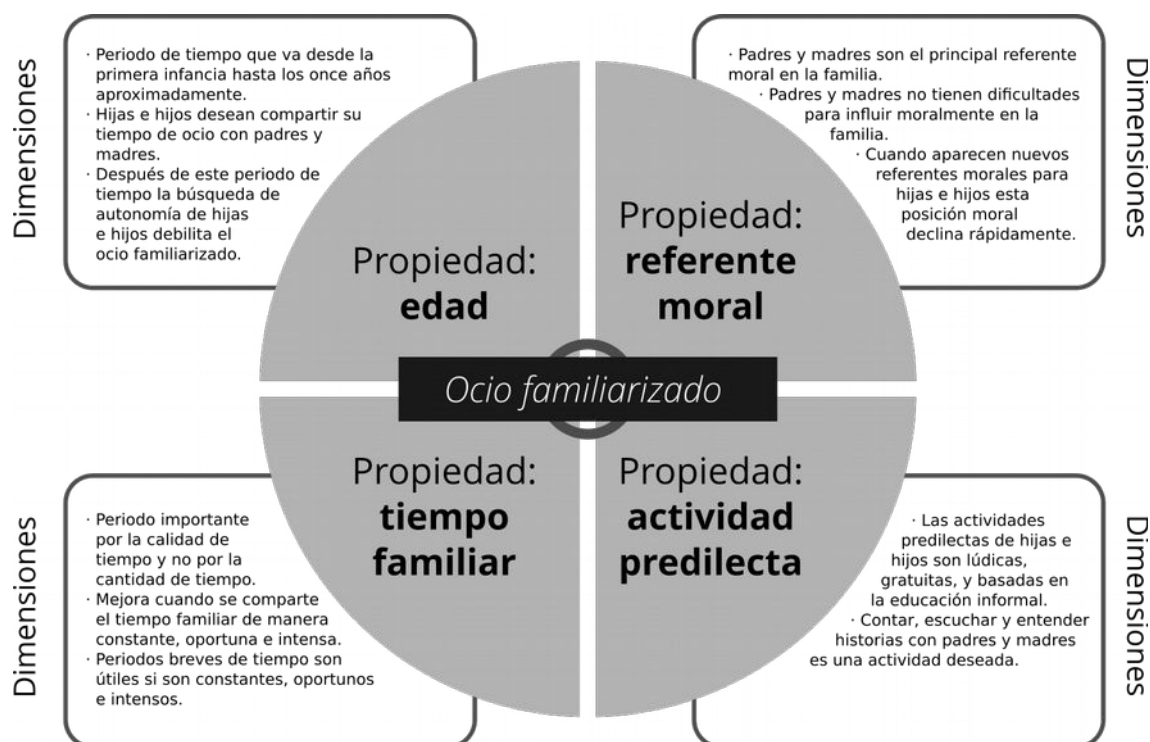 Dimensiones
· Periodo de tiempo que va desde la
primera infancia hasta los once años
aproximadamente.
· Hijas e hijos desean compartir su
tiempo de ocio con padres y
madres.
· Después de este periodo de
tiempo la búsqueda de
autonomía de hijas
e hijos debilita el
ocio familiarizado.
Propiedad:
edad
· Padres y madres son el principal referente
moral en la familia.
· Padres y madres no tienen dificultades
para influir moralmente en la
familia.
· Cuando aparecen nuevos
referentes morales para
hijas e hijos esta
posición moral
declina rápidamente.
Dimensiones
Propiedad:
referente
moral
Ocio familiarizado
Dimensiones
· Periodo importante
por la calidad de
tiempo y no por la
cantidad de tiempo.
· Mejora cuando se comparte
el tiempo familiar de manera
constante, oportuna e intensa.
· Periodos breves de tiempo son
útiles si son constantes, oportunos
e intensos.
Propiedad:
tiempo
familiar
Propiedad:
actividad
predilecta
· Las actividades
predilectas de hijas e
hijos son lúdicas,
gratuitas, y basadas en
la educación informal.
· Contar, escuchar y entender
historias con padres y madres
es una actividad deseada.
Dimensiones